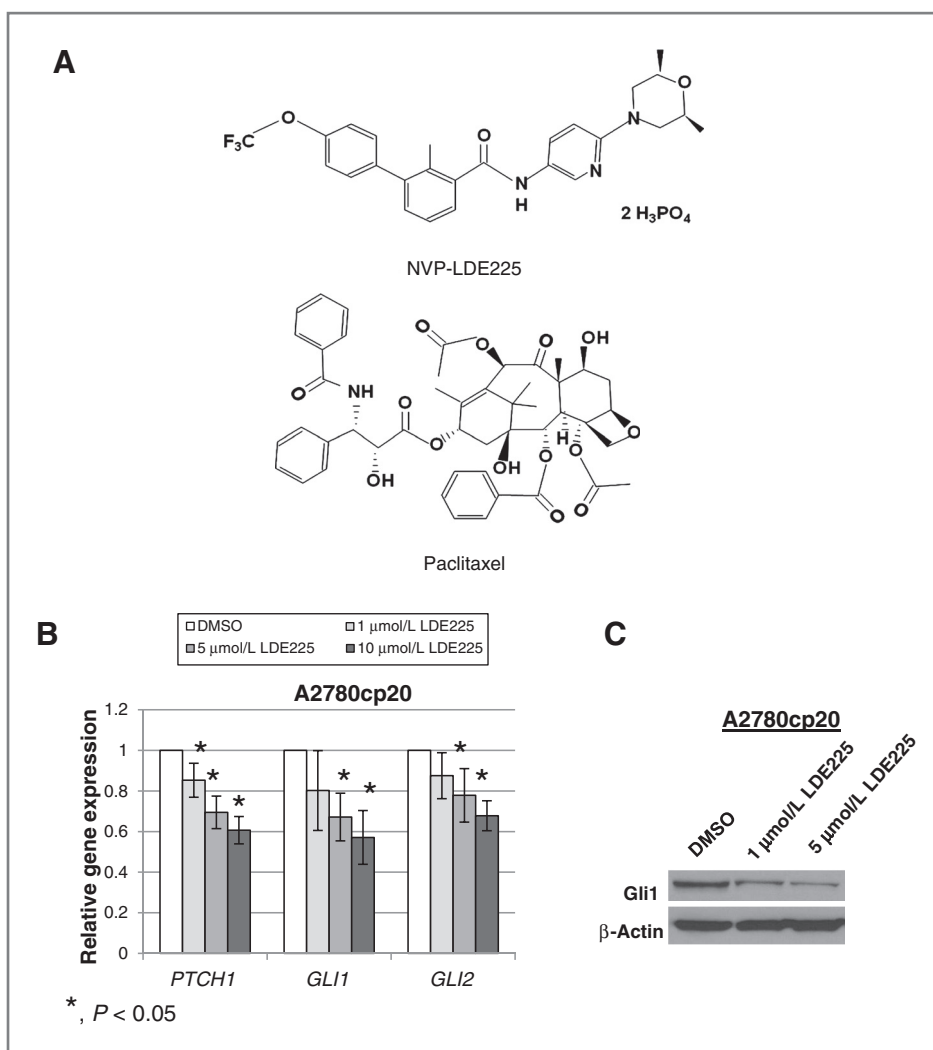 A
F₃C
O
O
N
H
N
N
O
2 H₃PO₄
NVP-LDE225
O
NH
O
O
OH
O
O
O
O
OH
OH
H
O
O
O
O
O
Paclitaxel
B
DMSO 1 µmol/L LDE225
5 µmol/L LDE225 10 µmol/L LDE225
A2780cp20
Relative gene expression
1.2
1
0.8
0.6
0.4
0.2
0
* * *
* *
* *
PTCH1 GLI1 GLI2
*, P < 0.05
C
A2780cp20
DMSO
1 µmol/L LDE225
5 µmol/L LDE225
Gli1
β-Actin